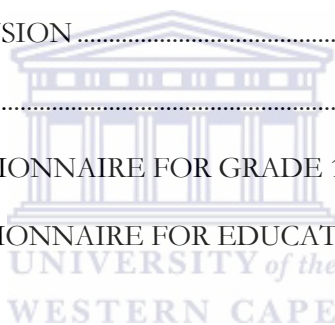 SION ........................................
........................................
IONNAIRE FOR GRADE 1
IONNAIRE FOR EDUCAT
UNIVERSITY of the
WESTERN CAPE